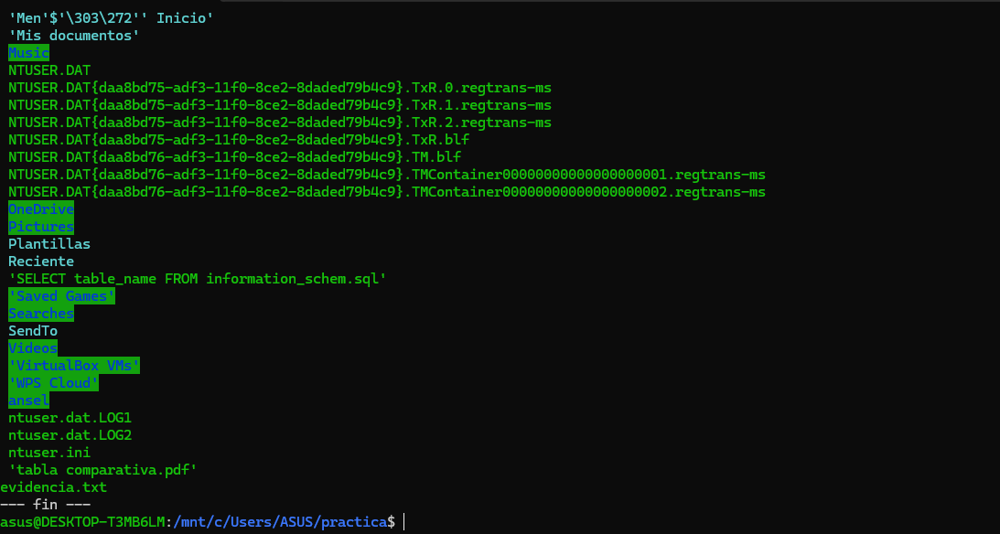 'Men'$'\303\272'' Inicio'
'Mis documentos'
Music
NTUSER.DAT
NTUSER.DAT{daa8bd75-adf3-11f0-8ce2-8daded79b4c9}.TxR.0.regtrans-ms
NTUSER.DAT{daa8bd75-adf3-11f0-8ce2-8daded79b4c9}.TxR.1.regtrans-ms
NTUSER.DAT{daa8bd75-adf3-11f0-8ce2-8daded79b4c9}.TxR.2.regtrans-ms
NTUSER.DAT{daa8bd75-adf3-11f0-8ce2-8daded79b4c9}.TxR.blf
NTUSER.DAT{daa8bd76-adf3-11f0-8ce2-8daded79b4c9}.TM.blf
NTUSER.DAT{daa8bd76-adf3-11f0-8ce2-8daded79b4c9}.TMContainer00000000000000000001.regtrans-ms
NTUSER.DAT{daa8bd76-adf3-11f0-8ce2-8daded79b4c9}.TMContainer00000000000000000002.regtrans-ms
OneDrive
Pictures
Plantillas
Reciente
'SELECT table_name FROM information_schem.sql'
'Saved Games'
Searches
SendTo
Videos
'VirtualBox VMs'
'WPS Cloud'
ansel
ntuser.dat.LOG1
ntuser.dat.LOG2
ntuser.ini
'tabla comparativa.pdf'
evidencia.txt
--- fin ---
asus@DESKTOP-T3MB6LM:/mnt/c/Users/ASUS/practica$